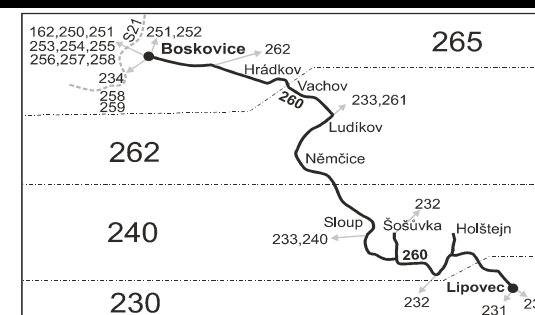 S21
162,250,251
251,252
253,254,255
Boskovice
262
265
256,257,258
Hrádkov
234
Vachov
258
260
233,261
259
Ludíkov
262
Němčice
232
Sloup
Šošůvka
Holštejn
240
233,240
260
Lipovec
230
232
231